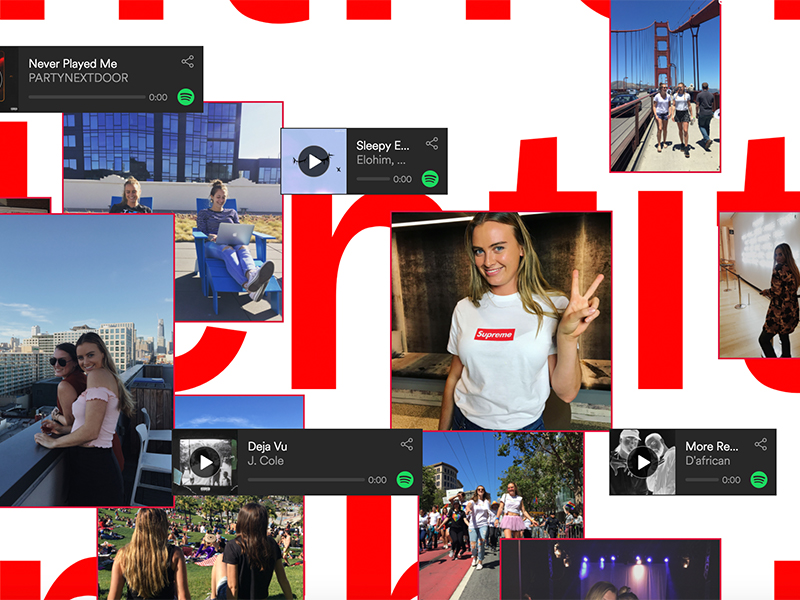 Never Played Me
PARTYNEXTDOOR
0:00
Sleepy E...
Elohim, ...
0:00
entit
Supreme
Deja Vu
J. Cole
0:00
More Re...
D'african
0:00